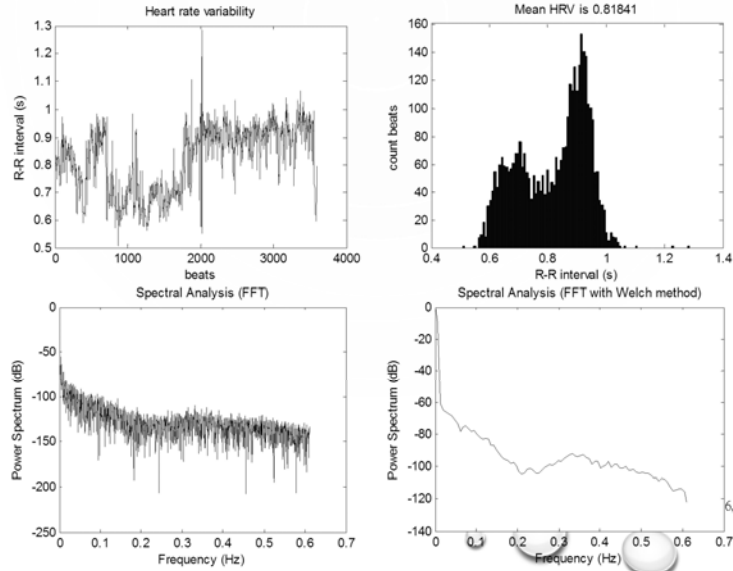 Heart rate variability
1.3
1.2
1.1
1
0.9
0.8
0.7
0.6
0.5
R-R interval (s)
0 1000 2000 3000 4000
beats
Mean HRV is 0.81841
160
140
120
100
80
60
40
20
0
count beats
0.4 0.6 0.8 1 1.2 1.4
R-R interval (s)
Spectral Analysis (FFT)
0
-50
-100
-150
-200
-250
Power Spectrum (dB)
0 0.1 0.2 0.3 0.4 0.5 0.6 0.7
Frequency (Hz)
Spectral Analysis (FFT with Welch method)
0
-20
-40
-60
-80
-100
-120
-140
Power Spectrum (dB)
0 0.1 0.2 0.3 0.4 0.5 0.6 0.7
Frequency (Hz)